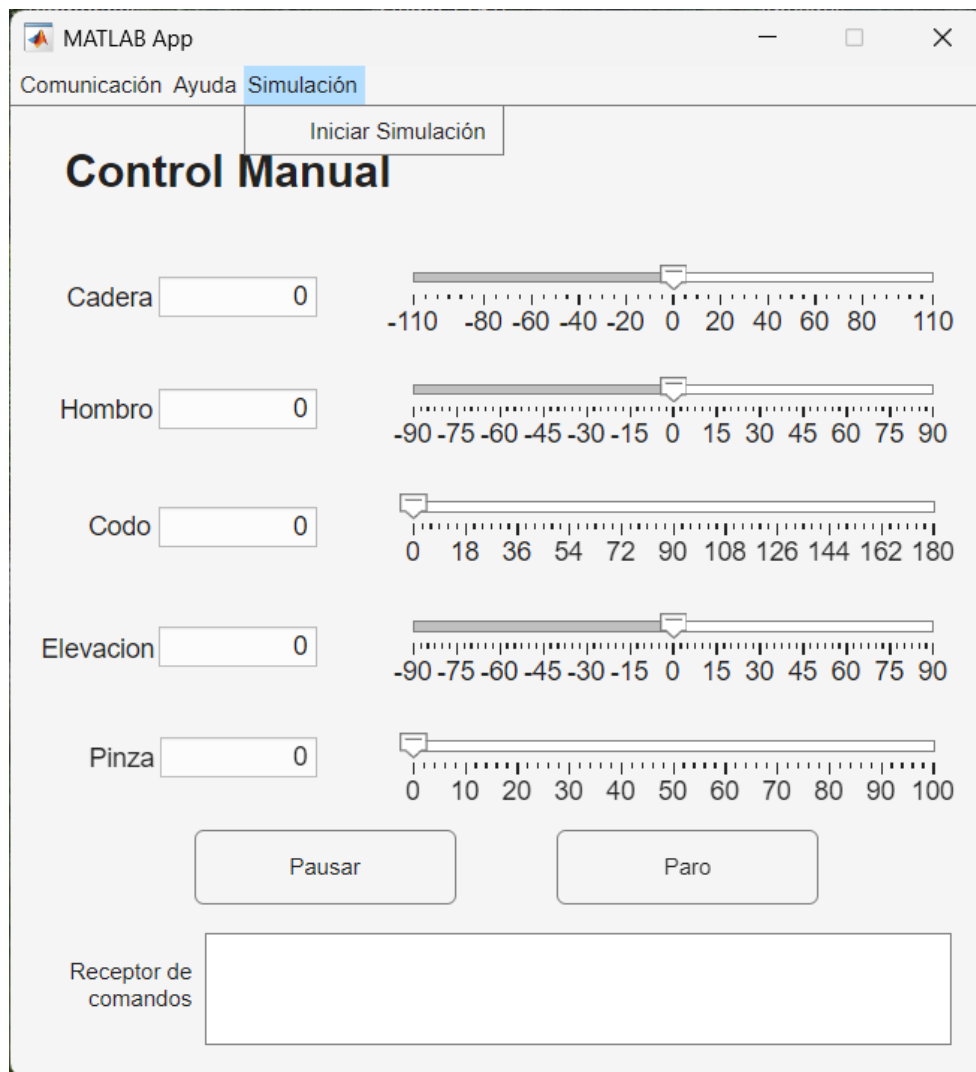 MATLAB App
Comunicación Ayuda Simulación
Iniciar Simulación
Control Manual
Cadera 0
-110 -80 -60 -40 -20 0 20 40 60 80 110
Hombro 0
-90 -75 -60 -45 -30 -15 0 15 30 45 60 75 90
Codo 0
0 18 36 54 72 90 108 126 144 162 180
Elevacion 0
-90 -75 -60 -45 -30 -15 0 15 30 45 60 75 90
Pinza 0
0 10 20 30 40 50 60 70 80 90 100
Pausar Paro
Receptor de
comandos